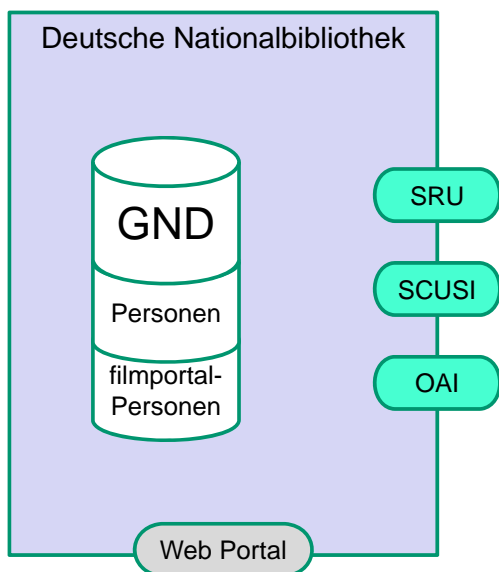 Deutsche Nationalbibliothek
GND
Personen
filmportal-
Personen
SRU
SCUSI
OAI
Web Portal